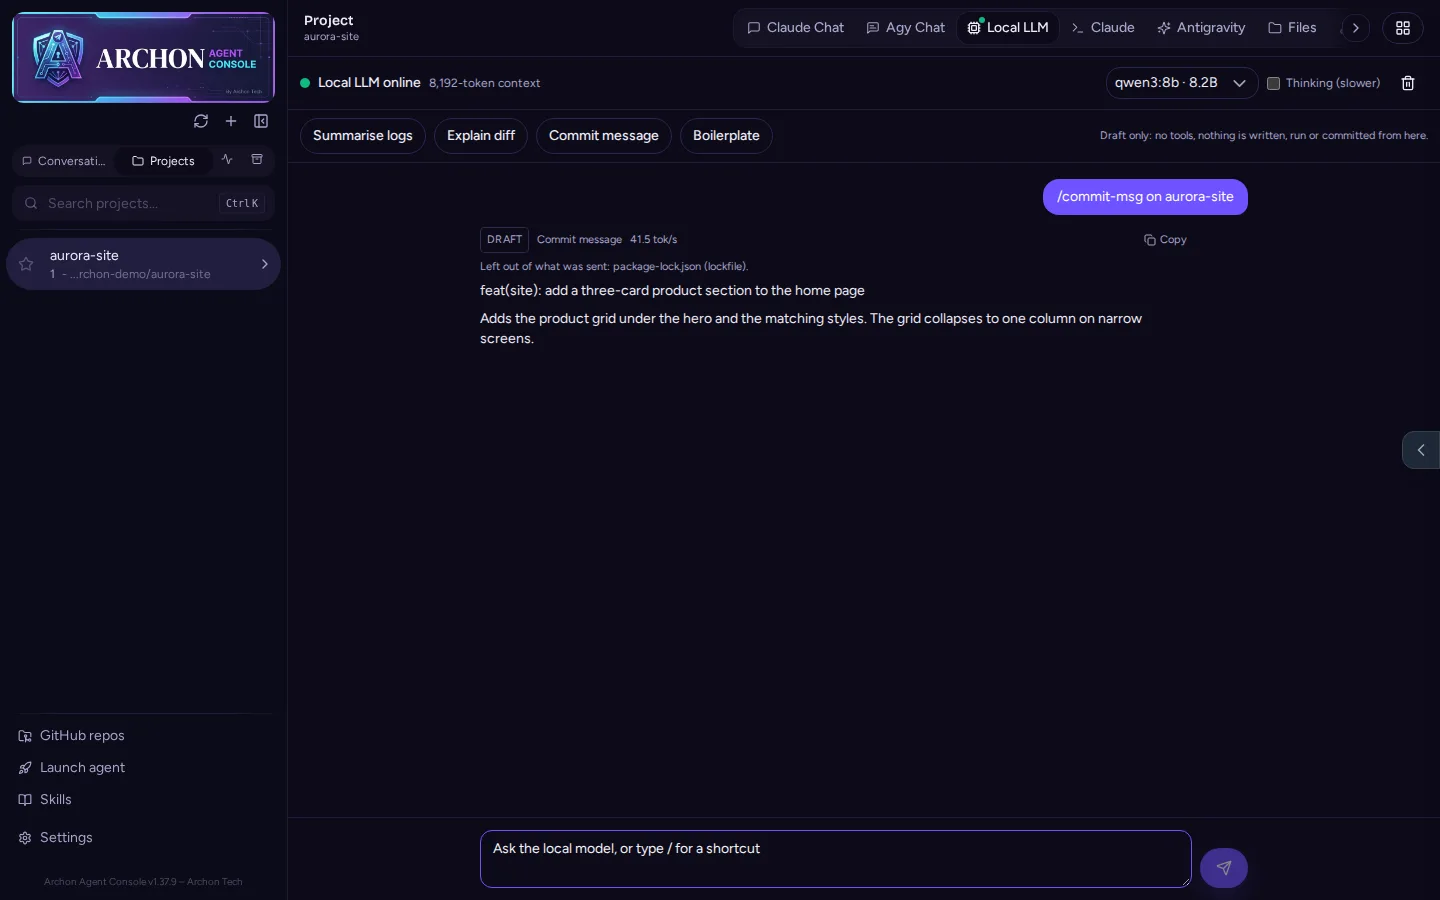 ARCHON AGENT CONSOLE
By Archon Tech
Conversati...
Projects
Search projects...
Ctrl K
aurora-site
1 - ...rchon-demo/aurora-site
GitHub repos
Launch agent
Skills
Settings
Archon Agent Console v1.37.9 – Archon Tech
Project
aurora-site
Claude Chat
Agy Chat
Local LLM
Claude
Antigravity
Files
Local LLM online 8,192-token context
qwen3:8b · 8.2B
Thinking (slower)
Summarise logs
Explain diff
Commit message
Boilerplate
Draft only: no tools, nothing is written, run or committed from here.
/commit-msg on aurora-site
DRAFT Commit message 41.5 tok/s
Copy
Left out of what was sent: package-lock.json (lockfile).
feat(site): add a three-card product section to the home page
Adds the product grid under the hero and the matching styles. The grid collapses to one column on narrow
screens.
Ask the local model, or type / for a shortcut